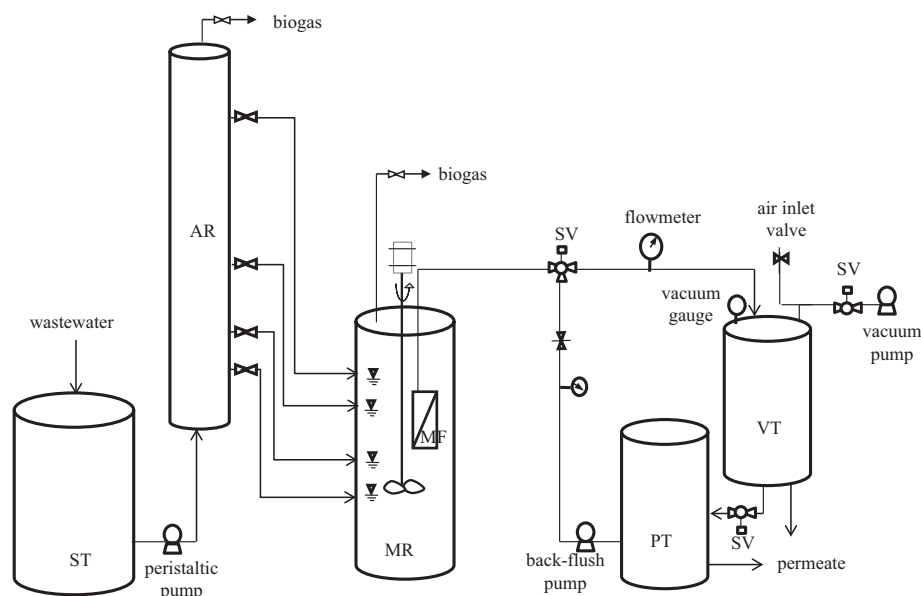 biogas
biogas
AR
flowmeter
air inlet
valve
SV
SV
vacuum
gauge
vacuum
pump
wastewater
MF
VT
ST
peristaltic
pump
MR
back-flush
pump
PT
SV
permeate